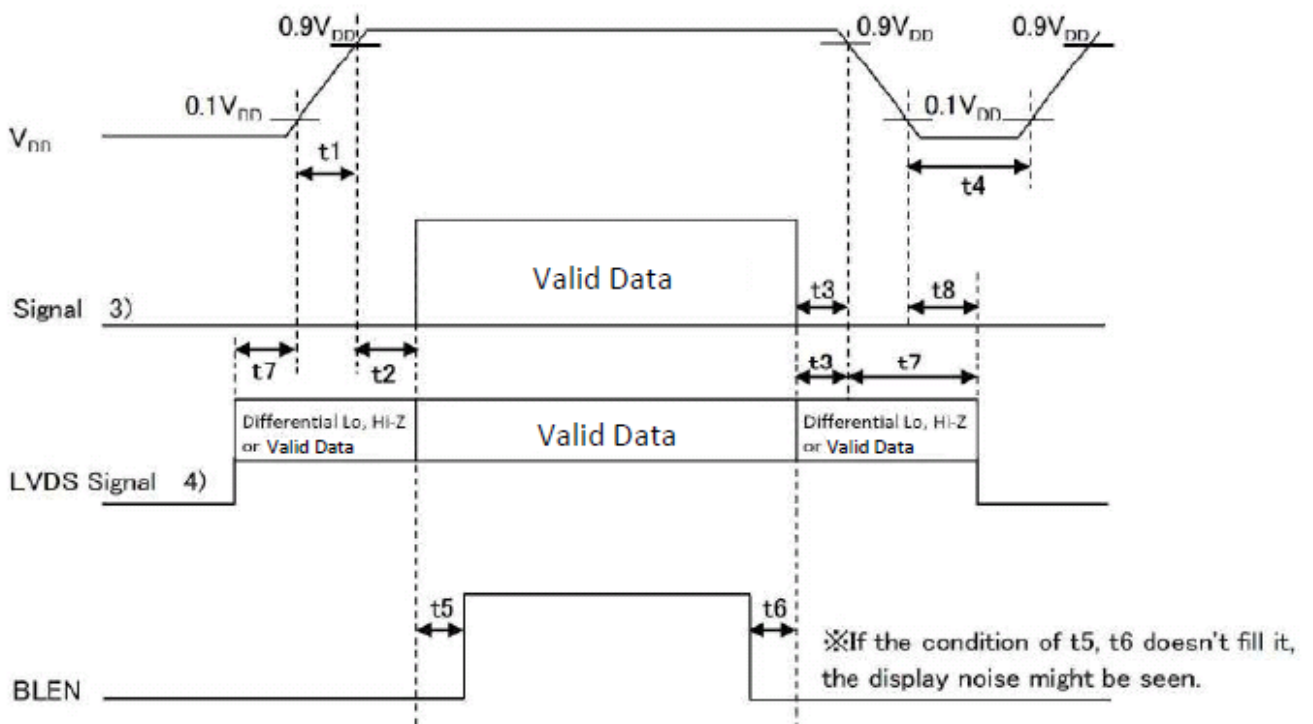 0.9VDD
0.9VDD
0.9VDD
0.1VDD
0.1VDD
VDD
t1
t4
Valid Data
Signal 3)
t3
t8
t7
t2
t3
t7
Differential Lo, Hi-Z
or Valid Data
Valid Data
Differential Lo, Hi-Z
or Valid Data
LVDS Signal 4)
t5
t6
※If the condition of t5, t6 doesn't fill it,
the display noise might be seen.
BLEN